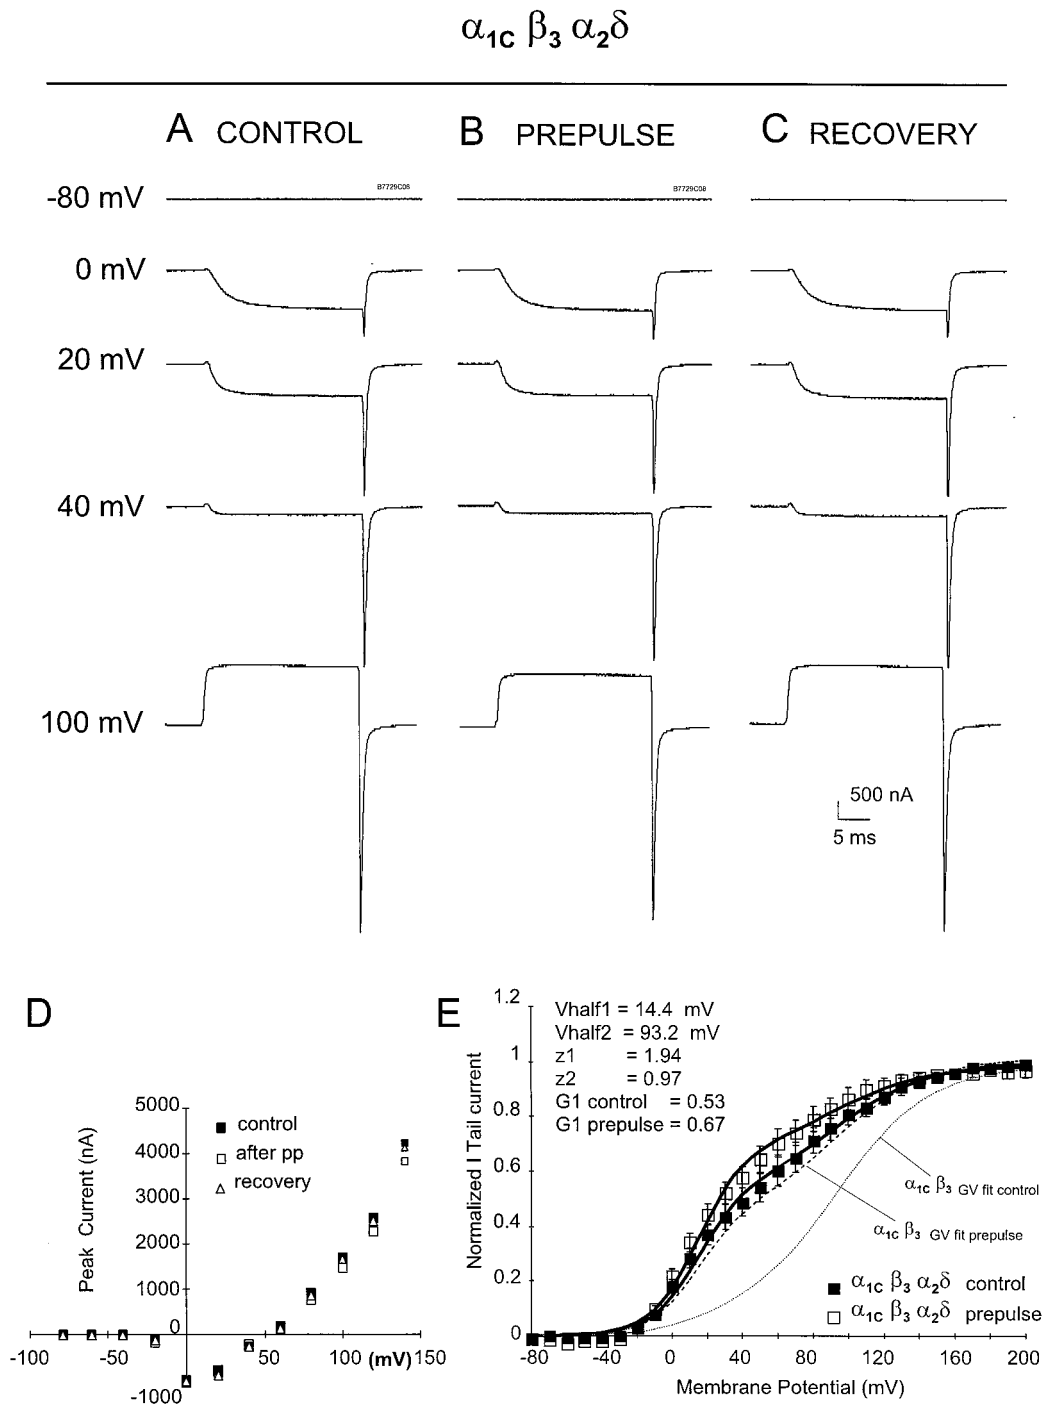 α1C β3 α2δ
A CONTROL
B PREPULSE
C RECOVERY
B7729C06
B7729C08
-80 mV
0 mV
20 mV
40 mV
100 mV
500 nA
5 ms
D
Peak Current (nA)
5000
4000
3000
2000
1000
0
-1000
-100
-50
50
100
(mV)
150
control
after pp
recovery
E
Normalized I Tail current
1.2
1
0.8
0.6
0.4
0.2
0
Vhalf1 = 14.4 mV
Vhalf2 = 93.2 mV
z1 = 1.94
z2 = 0.97
G1 control = 0.53
G1 prepulse = 0.67
α1C β3 GV fit control
α1C β3 GV fit prepulse
α1C β3 α2δ control
α1C β3 α2δ prepulse
-80
-40
0
40
80
120
160
200
Membrane Potential (mV)